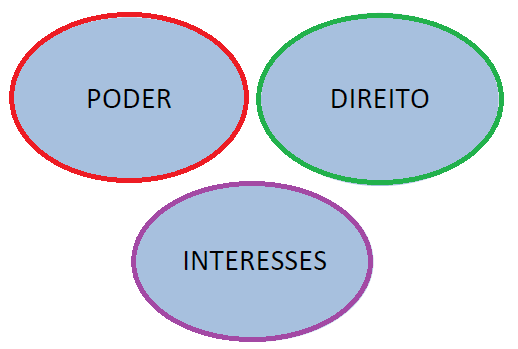 PODER
DIREITO
INTERESSES